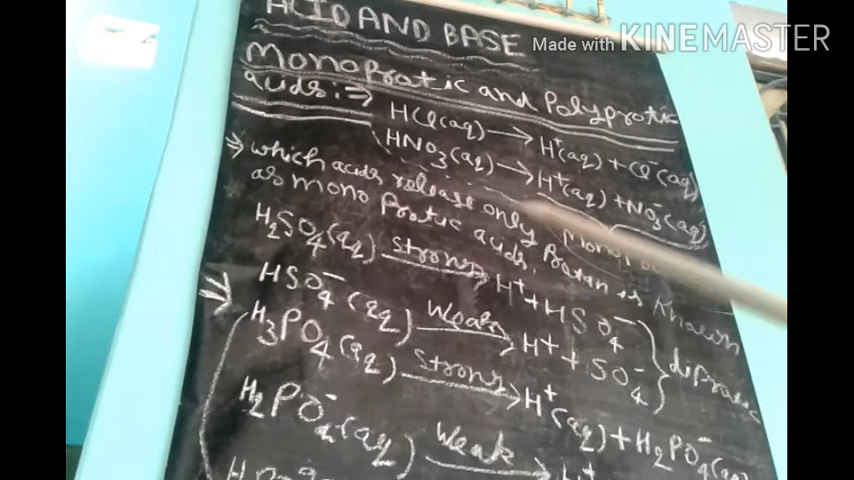 ACID AND BASE
Made with KINEMASTER
Monoprotic and Polyprotic
acids:⇒
HCl(aq) → H⁺(aq) + Cl⁻(aq)
HNO₃(aq) → H⁺(aq) + NO₃⁻(aq)
⇒ which acids release only Protan is Known
as mono Protic acids.
H₂SO₄(aq) Strong → H⁺ + HSO₄⁻
HSO₄⁻(aq) Weak → H⁺ + SO₄⁻ } diprotic
H₃PO₄(aq) Strong → H⁺(aq) + H₂PO₄⁻(aq)
H₂PO₄⁻(aq) Weak → H⁺